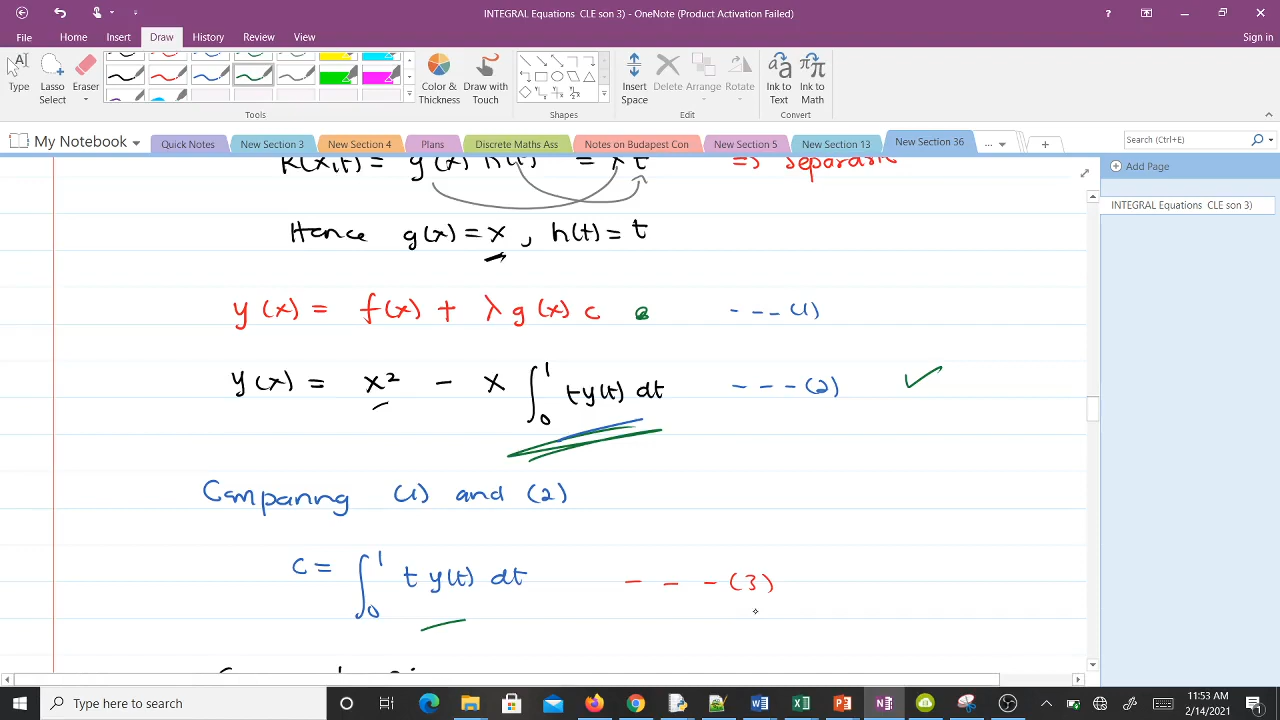 INTEGRAL Equations CLE son 3) - OneNote (Product Activation Failed)
Sign in
File Home Insert Draw History Review View
Type Lasso Select Eraser
Color & Thickness Draw with Touch
Insert Space Delete Arrange Rotate
Ink to Text Ink to Math
Tools Shapes Edit Convert
My Notebook Quick Notes New Section 3 New Section 4 Plans Discrete Maths Ass Notes on Budapest Con New Section 5 New Section 13 New Section 36 ... Search (Ctrl+E)
Add Page
INTEGRAL Equations CLE son 3)
K(x,t) = g(x) h(t) = x t => separable
Hence g(x) = x , h(t) = t
y(x) = f(x) + λ g(x) c - - - (1)
y(x) = x² - x ∫₀¹ ty(t) dt - - - (2) ✓
Comparing (1) and (2)
c = ∫₀¹ t y(t) dt - - - (3)
Type here to search
11:53 AM
2/14/2021